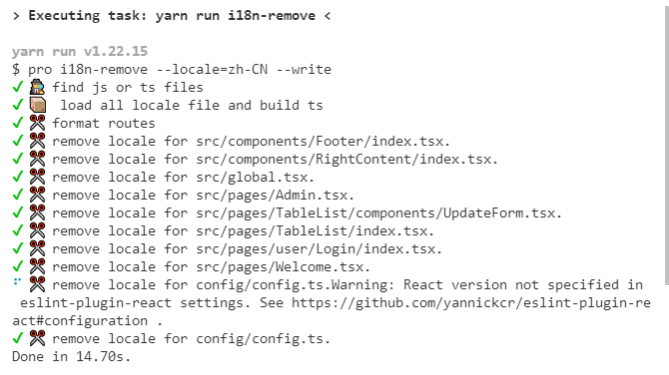 > Executing task: yarn run i18n-remove <
yarn run v1.22.15
$ pro i18n-remove --locale=zh-CN --write
✓ 🕵 find js or ts files
✓ 📦 load all locale file and build ts
✓ ✂ format routes
✓ ✂ remove locale for src/components/Footer/index.tsx.
✓ ✂ remove locale for src/components/RightContent/index.tsx.
✓ ✂ remove locale for src/global.tsx.
✓ ✂ remove locale for src/pages/Admin.tsx.
✓ ✂ remove locale for src/pages/TableList/components/UpdateForm.tsx.
✓ ✂ remove locale for src/pages/TableList/index.tsx.
✓ ✂ remove locale for src/pages/user/Login/index.tsx.
✓ ✂ remove locale for src/pages/Welcome.tsx.
⠋ ✂ remove locale for config/config.ts.Warning: React version not specified in
eslint-plugin-react settings. See https://github.com/yannickcr/eslint-plugin-re
act#configuration .
✓ ✂ remove locale for config/config.ts.
Done in 14.70s.